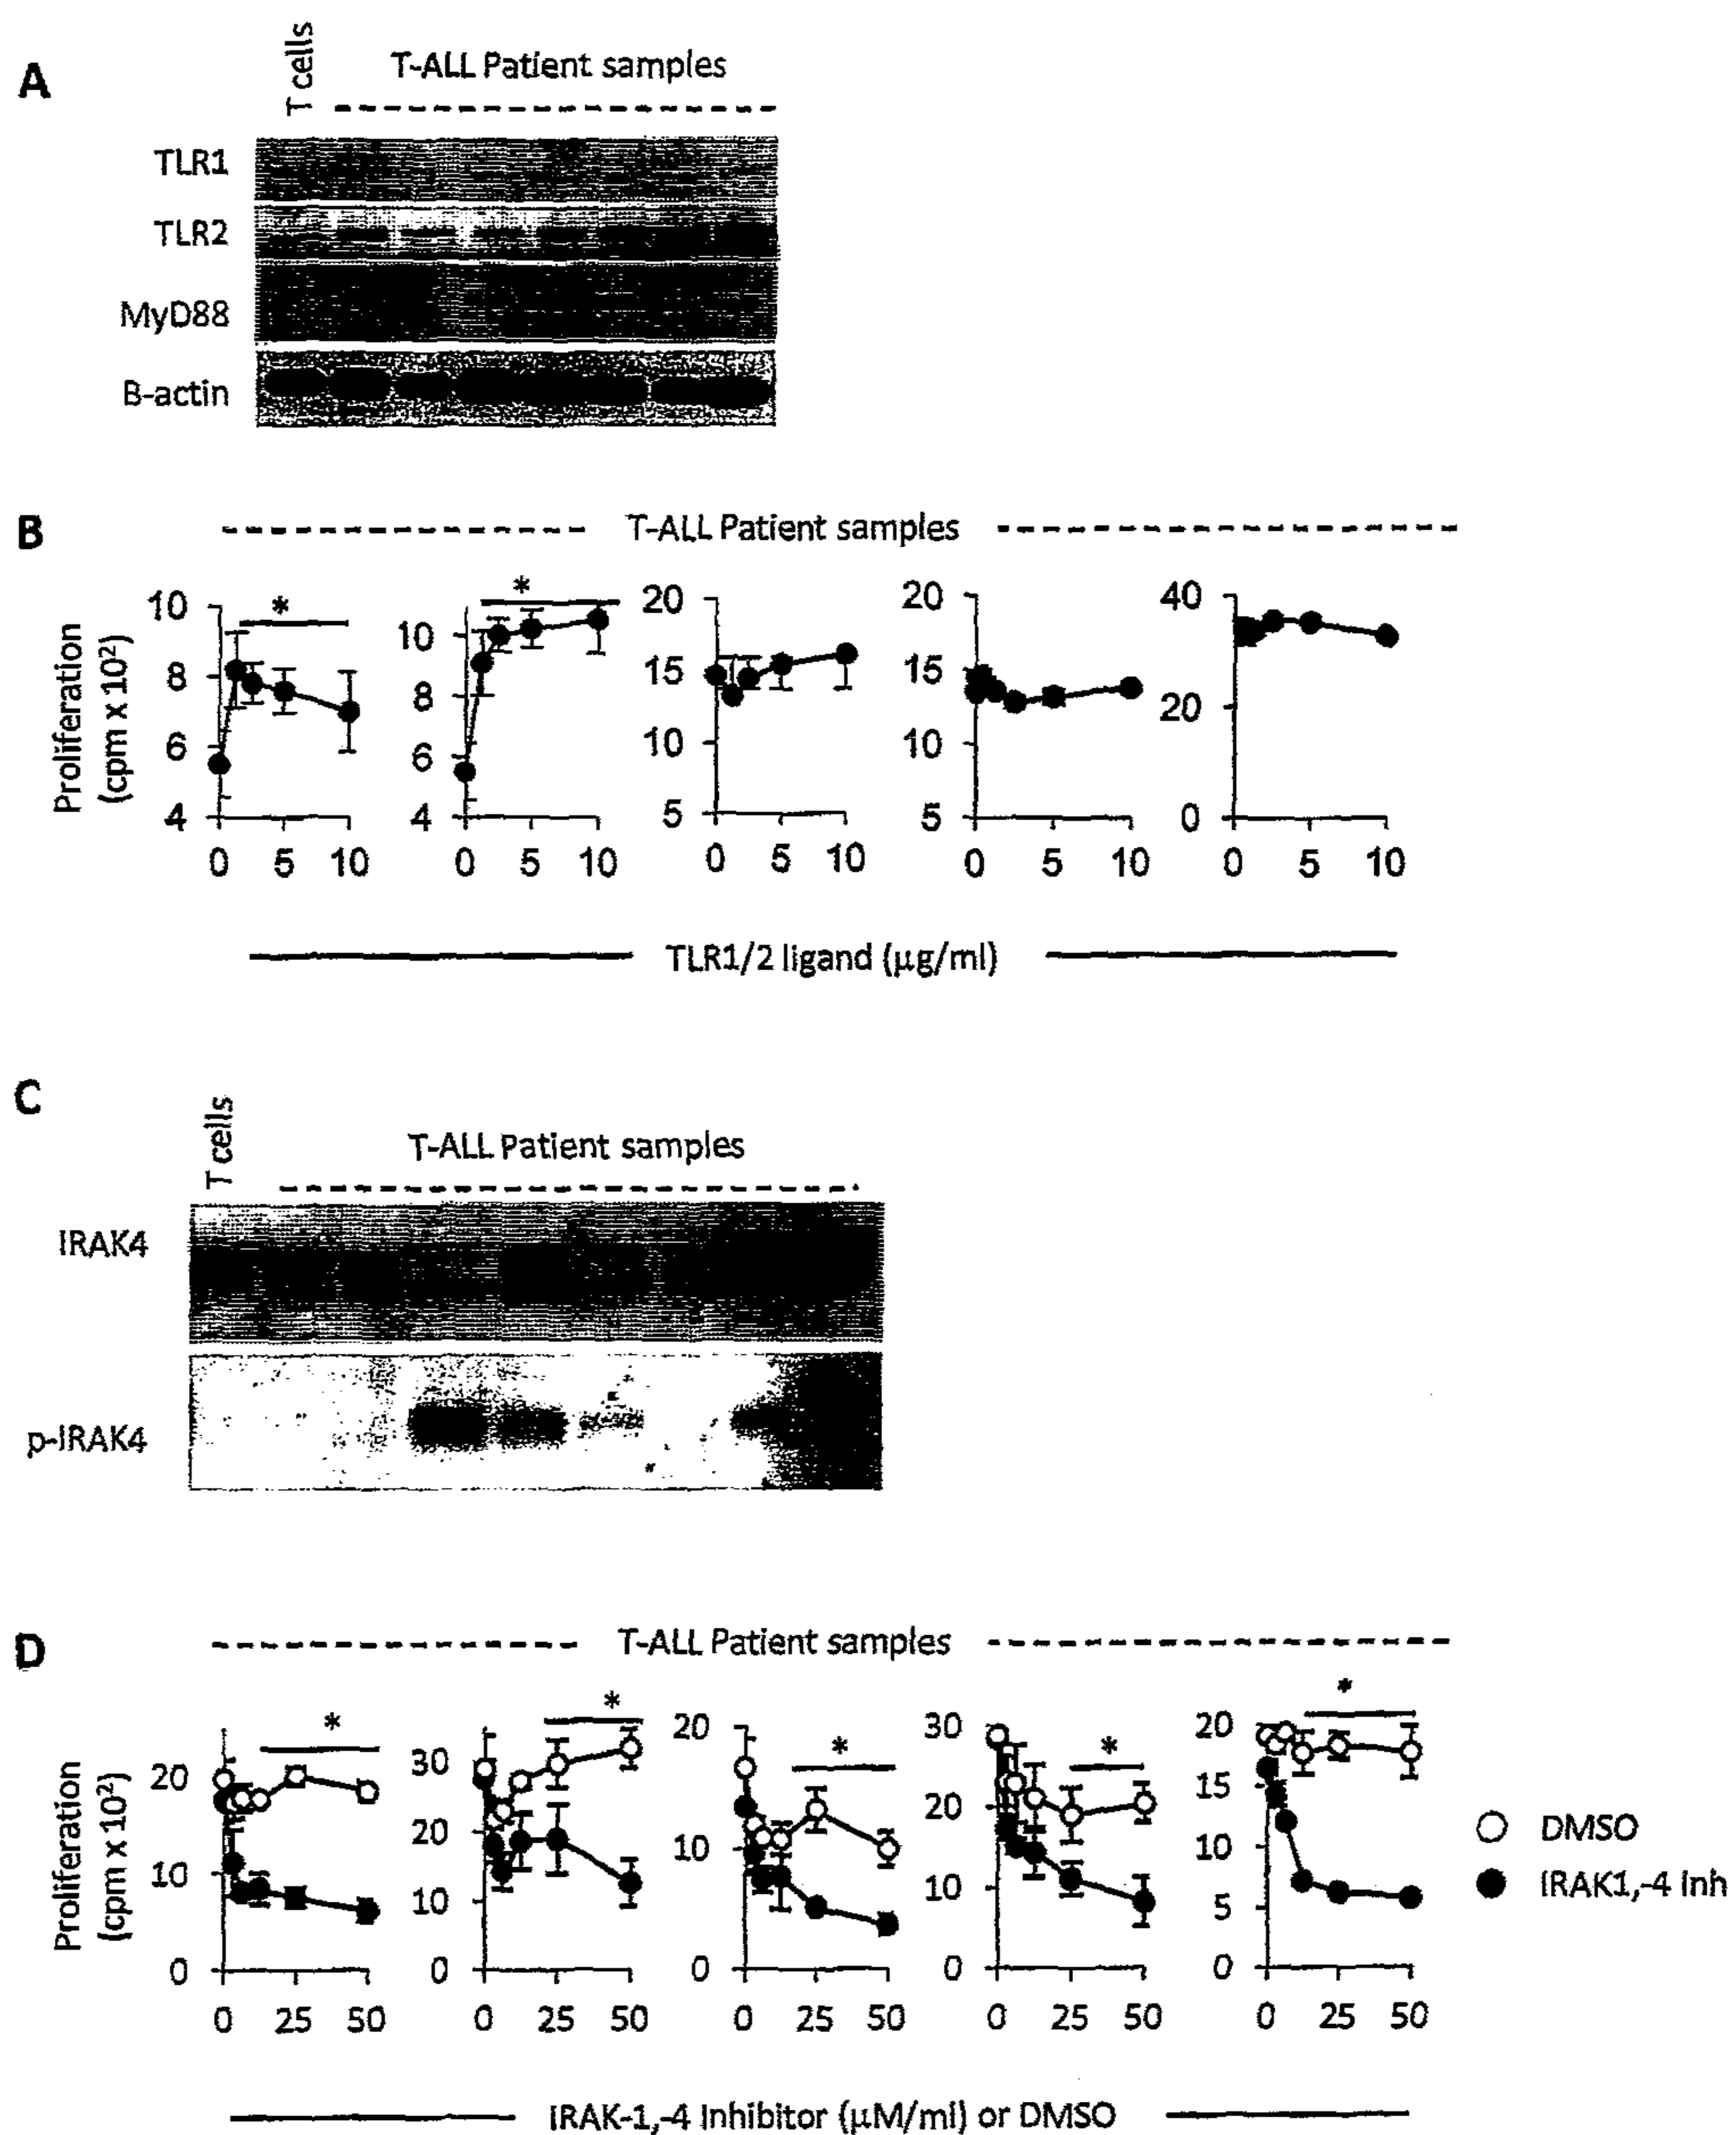 A
T cells
T-ALL Patient samples
TLR1
TLR2
MyD88
B-actin
B
T-ALL Patient samples
Proliferation
(cpm x 10²)
10
8
6
4
0 5 10
*
10
8
6
4
0 5 10
*
20
15
10
5
0 5 10
20
15
10
5
0 5 10
40
20
0
0 5 10
TLR1/2 ligand (µg/ml)
C
T cells
T-ALL Patient samples
IRAK4
p-IRAK4
D
T-ALL Patient samples
Proliferation
(cpm x 10²)
20
10
0
0 25 50
*
30
20
10
0
0 25 50
*
20
10
0
0 25 50
*
30
20
10
0
0 25 50
*
20
15
10
5
0
0 25 50
*
DMSO
IRAK1,-4 Inh
IRAK-1,-4 Inhibitor (µM/ml) or DMSO